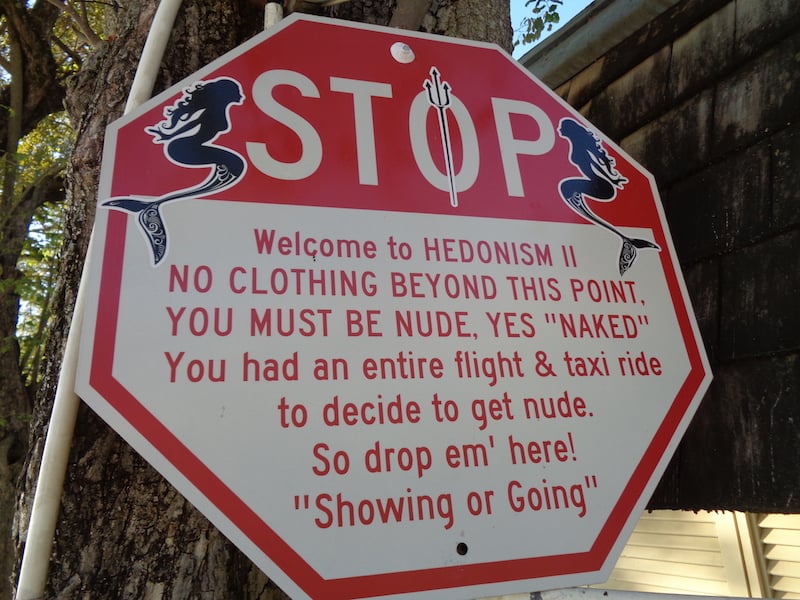 STOP
Welcome to HEDONISM II
NO CLOTHING BEYOND THIS POINT,
YOU MUST BE NUDE, YES "NAKED"
You had an entire flight & taxi ride
to decide to get nude.
So drop em' here!
"Showing or Going"